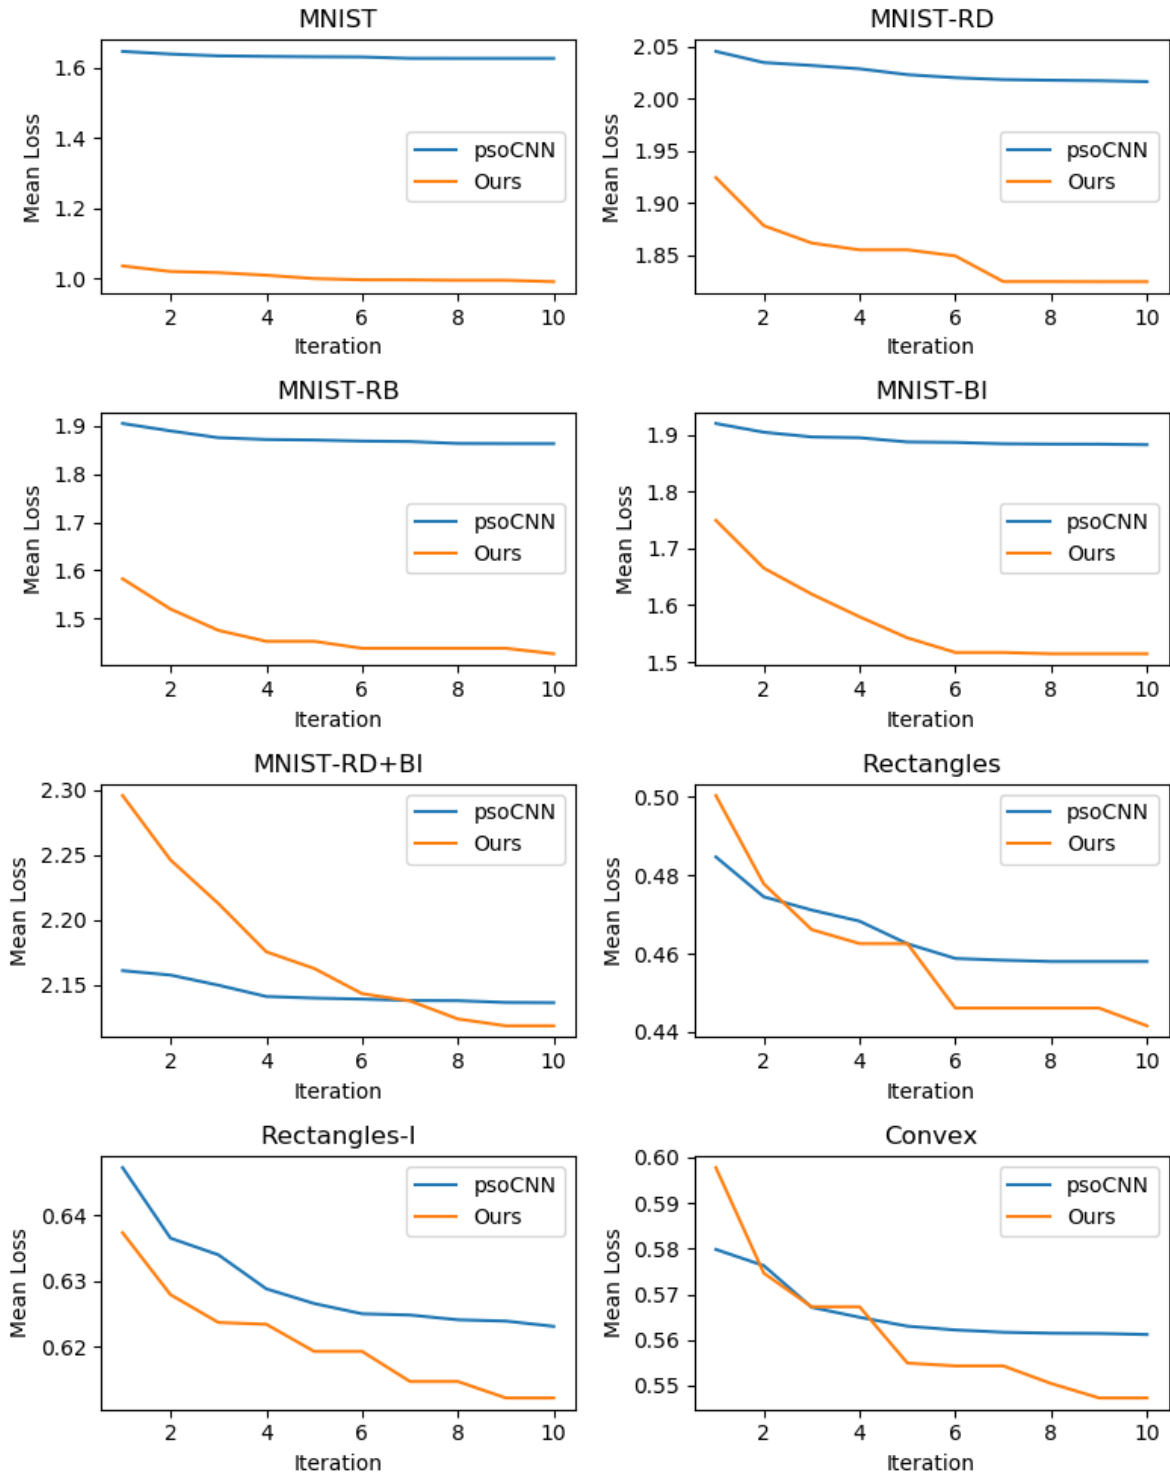 MNIST
1.6
1.4
1.2
1.0
Mean Loss
psoCNN
Ours
2 4 6 8 10
Iteration
MNIST-RD
2.05
2.00
1.95
1.90
1.85
Mean Loss
psoCNN
Ours
2 4 6 8 10
Iteration
MNIST-RB
1.9
1.8
1.7
1.6
1.5
Mean Loss
psoCNN
Ours
2 4 6 8 10
Iteration
MNIST-BI
1.9
1.8
1.7
1.6
1.5
Mean Loss
psoCNN
Ours
2 4 6 8 10
Iteration
MNIST-RD+BI
2.30
2.25
2.20
2.15
Mean Loss
psoCNN
Ours
2 4 6 8 10
Iteration
Rectangles
0.50
0.48
0.46
0.44
Mean Loss
psoCNN
Ours
2 4 6 8 10
Iteration
Rectangles-I
0.64
0.63
0.62
Mean Loss
psoCNN
Ours
2 4 6 8 10
Iteration
Convex
0.60
0.59
0.58
0.57
0.56
0.55
Mean Loss
psoCNN
Ours
2 4 6 8 10
Iteration